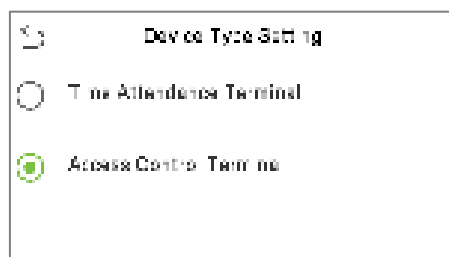 Device Type Setting
Time Attendance Terminal
Access Control Terminal